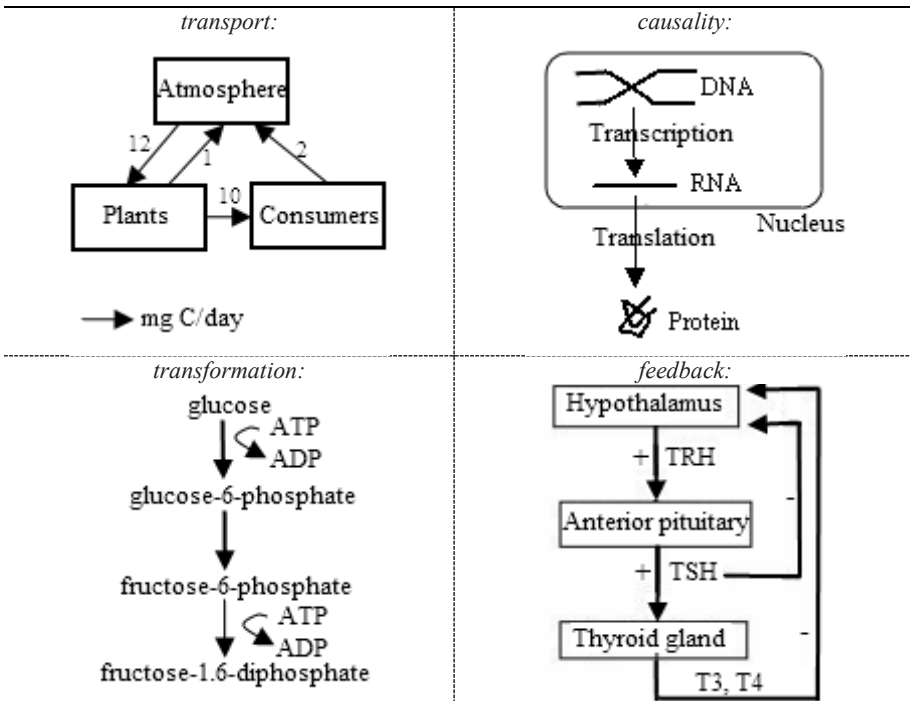 transport:
Atmosphere
12
1
2
10
Plants
Consumers
mg C/day
causality:
DNA
Transcription
RNA
Nucleus
Translation
Protein
transformation:
glucose
ATP
ADP
glucose-6-phosphate
fructose-6-phosphate
ATP
ADP
fructose-1.6-diphosphate
feedback:
Hypothalamus
+ TRH
-
Anterior pituitary
+ TSH
Thyroid gland
-
T3, T4